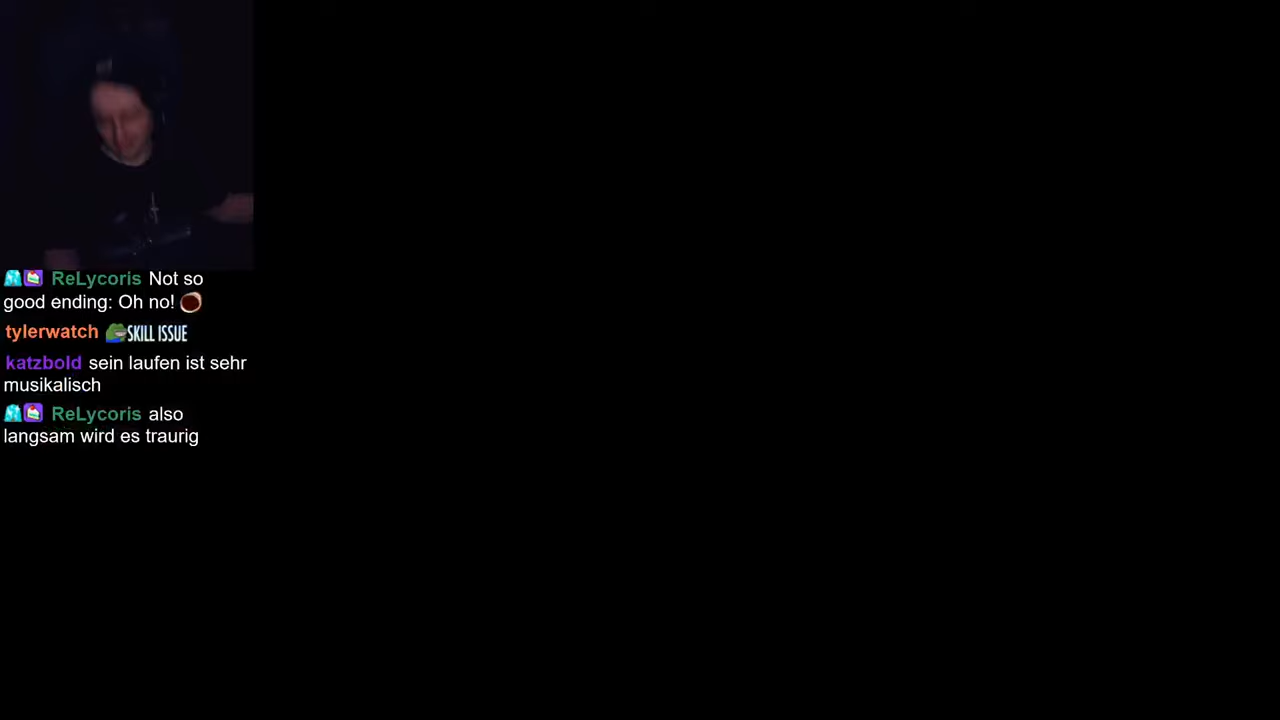 ReLycoris Not so
good ending: Oh no!
tylerwatch SKILL ISSUE
katzbold sein laufen ist sehr
musikalisch
ReLycoris also
langsam wird es traurig